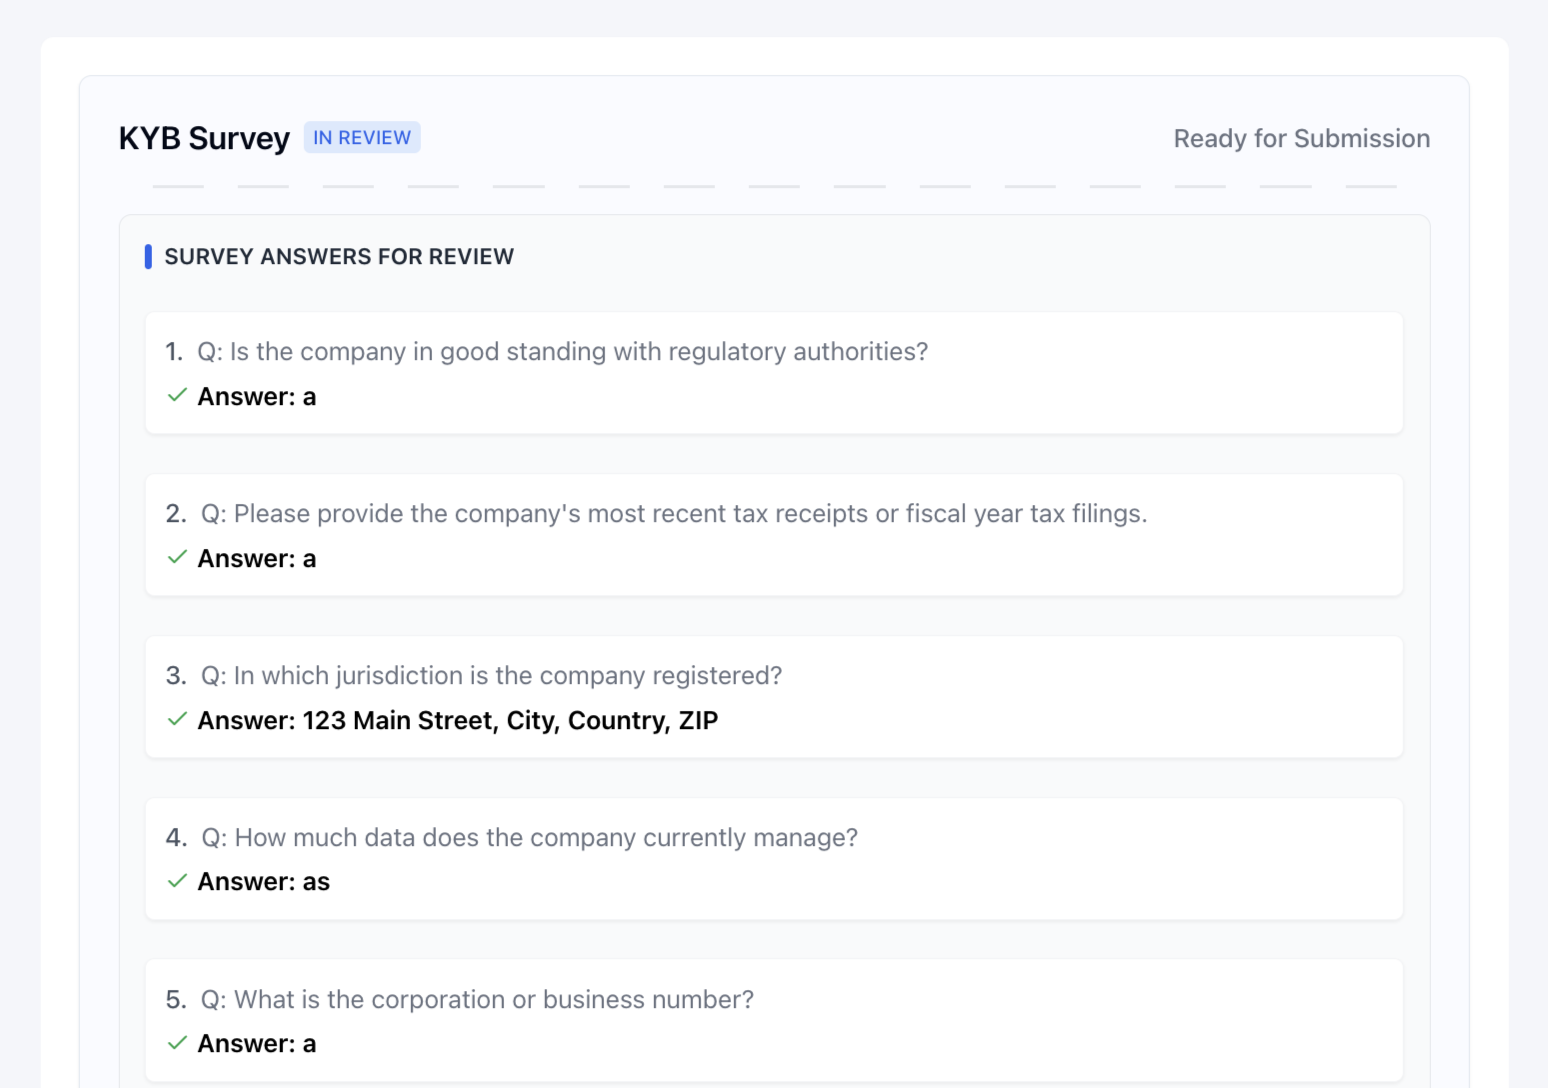 KYB Survey
IN REVIEW
Ready for Submission
SURVEY ANSWERS FOR REVIEW
1. Q: Is the company in good standing with regulatory authorities?
Answer: a
2. Q: Please provide the company's most recent tax receipts or fiscal year tax filings.
Answer: a
3. Q: In which jurisdiction is the company registered?
Answer: 123 Main Street, City, Country, ZIP
4. Q: How much data does the company currently manage?
Answer: as
5. Q: What is the corporation or business number?
Answer: a